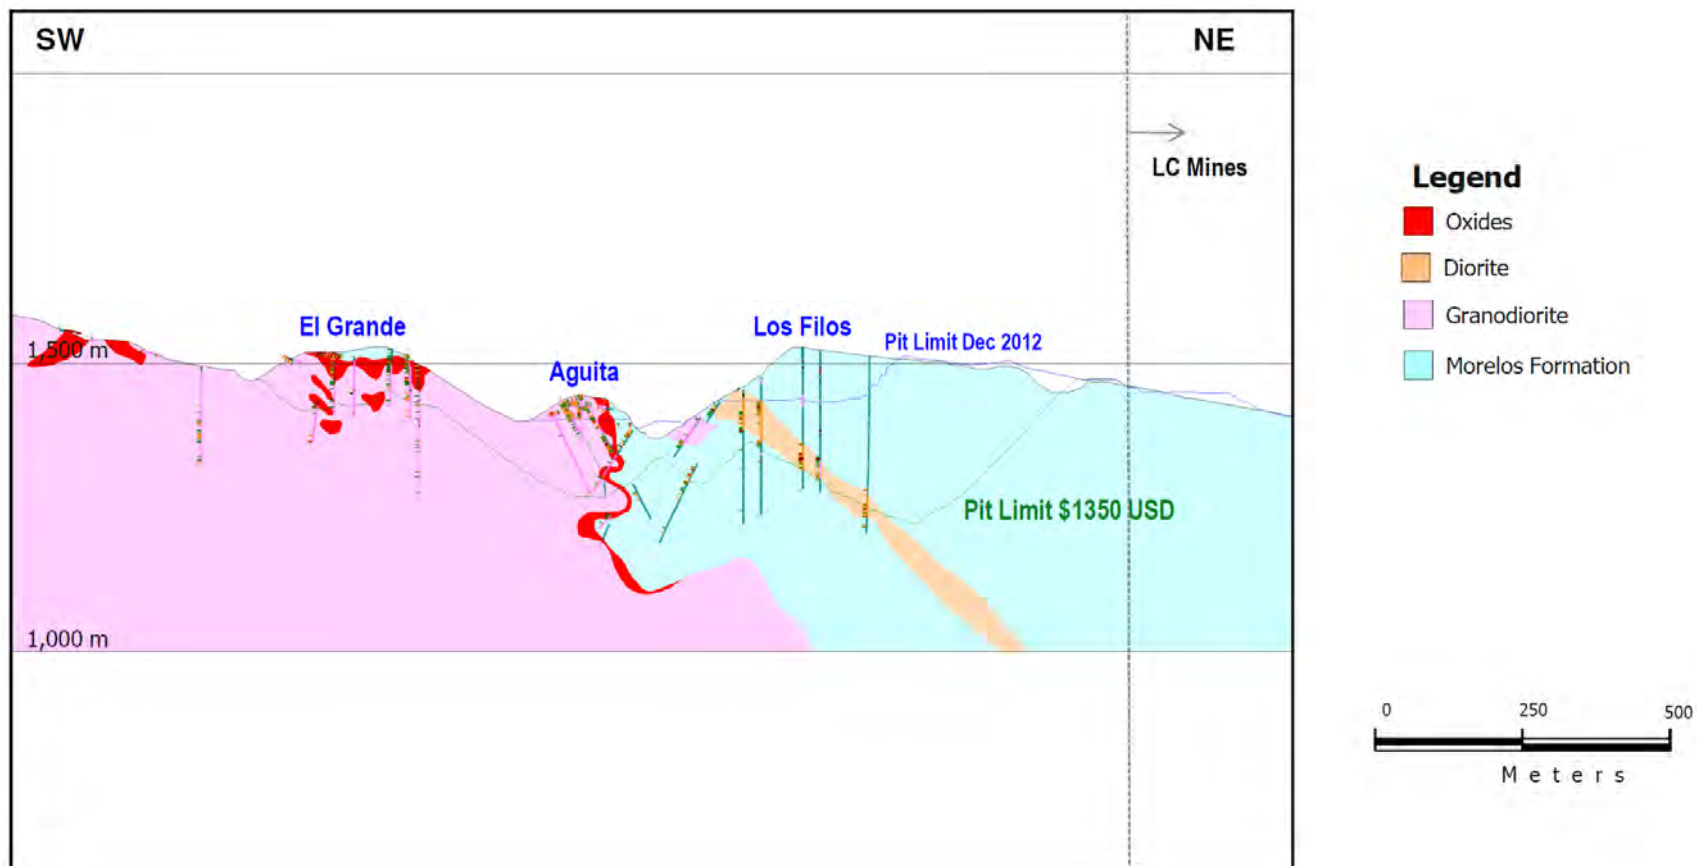 SW
NE
LC Mines
Legend
Oxides
Diorite
Granodiorite
Morelos Formation
El Grande
Los Filos
Pit Limit Dec 2012
1,500 m
Aguita
Pit Limit $1350 USD
1,000 m
0 250 500
Meters